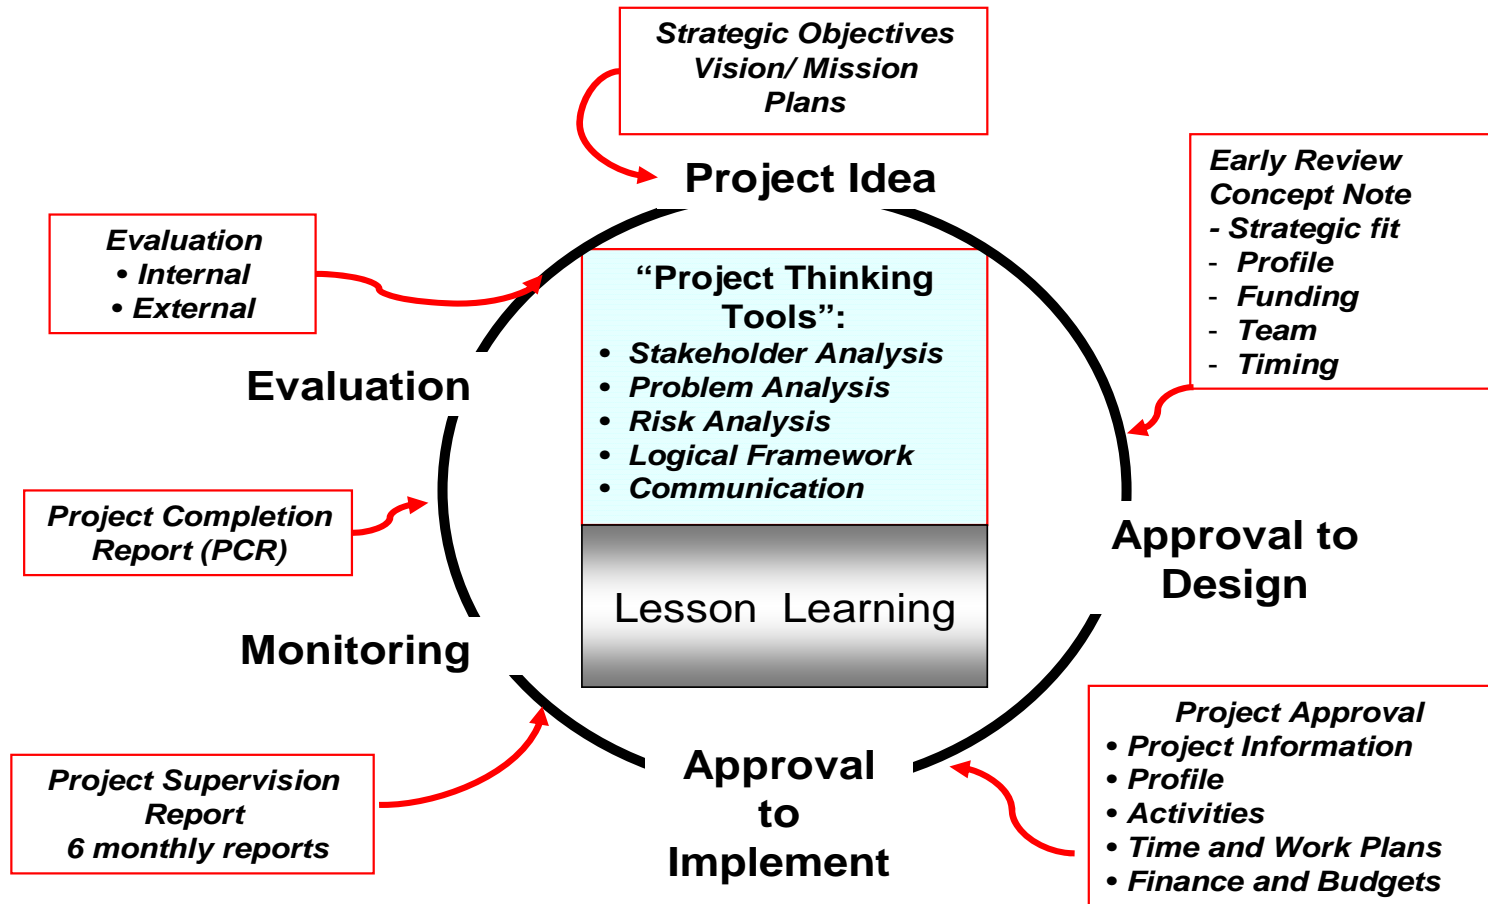 Strategic Objectives
Vision/ Mission
Plans
Project Idea
Early Review
Concept Note
- Strategic fit
- Profile
- Funding
- Team
- Timing
Evaluation
• Internal
• External
“Project Thinking
Tools”:
• Stakeholder Analysis
• Problem Analysis
• Risk Analysis
• Logical Framework
• Communication
Evaluation
Project Completion
Report (PCR)
Approval to
Design
Lesson Learning
Monitoring
Project Approval
• Project Information
• Profile
• Activities
• Time and Work Plans
• Finance and Budgets
Approval
to
Implement
Project Supervision
Report
6 monthly reports